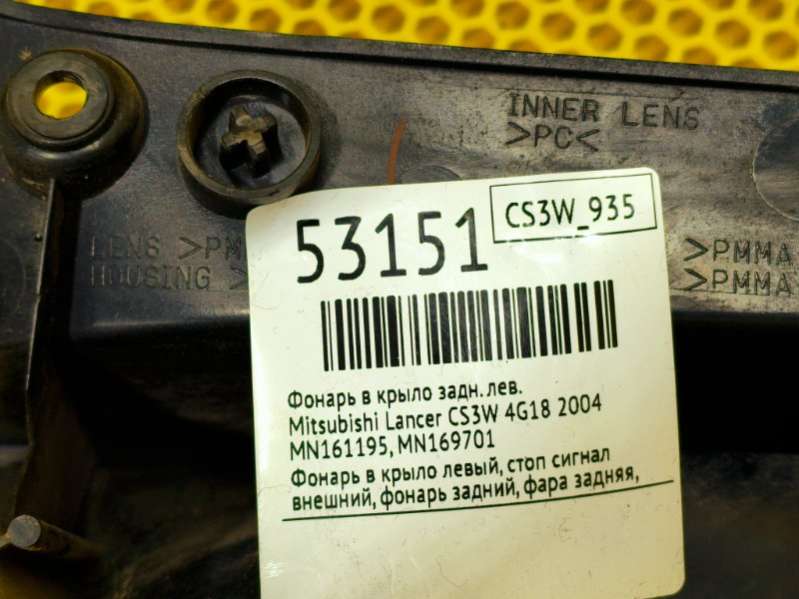 INNER LENS
>PC<
LENS >PM
HOUSING >
>PMMA
>PMMA
53151
CS3W_935
Фонарь в крыло задн. лев.
Mitsubishi Lancer CS3W 4G18 2004
MN161195, MN169701
Фонарь в крыло левый, стоп сигнал
внешний, фонарь задний, фара задняя,